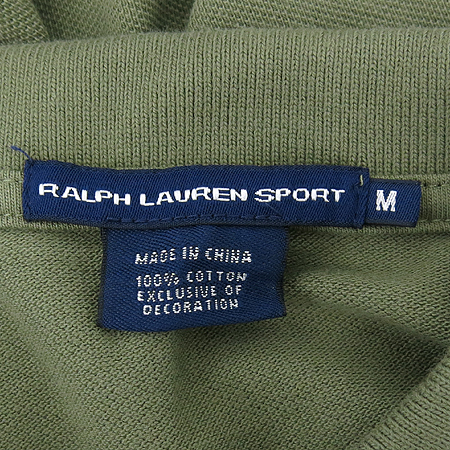 RALPH LAUREN SPORT
M
MADE IN CHINA
100% COTTON
EXCLUSIVE OF
DECORATION